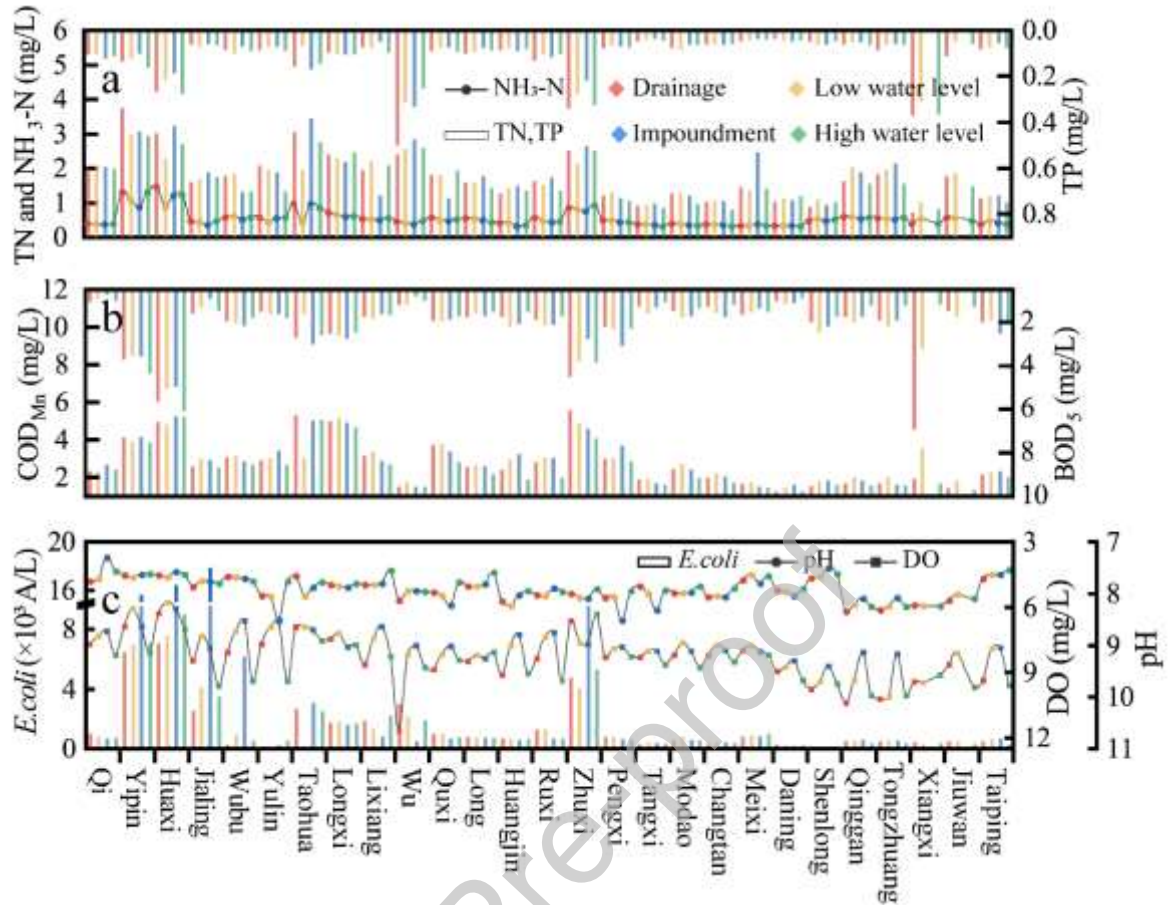 a
TN and NH3-N (mg/L)
6
5
4
3
2
1
0
0.0
0.2
0.4
0.6
0.8
TP (mg/L)
NH3-N
Drainage
Low water level
TN,TP
Impoundment
High water level
b
CODMn (mg/L)
12
10
8
6
4
2
2
4
6
8
10
BOD5 (mg/L)
c
E.coli (×10³ A/L)
20
16
8
4
0
E.coli
pH
DO
3
6
9
12
DO (mg/L)
7
8
9
10
11
pH
Qi
Yipin
Huaxi
Jialing
Wubu
Yulin
Taohua
Longxi
Lixiang
Wu
Quxi
Long
Huangjin
Ruxi
Zhuxi
Pengxi
Tangxi
Modao
Changtan
Meixi
Daning
Shenlong
Qinggan
Tongzhuang
Xiangxi
Jiuwan
Taiping
Pre-proof